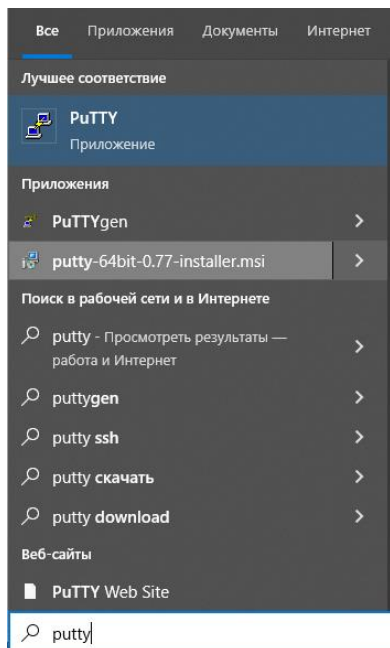 Все Приложения Документы Интернет
Лучшее соответствие
PuTTY
Приложение
Приложения
PuTTYgen
putty-64bit-0.77-installer.msi
Поиск в рабочей сети и в Интернете
putty - Просмотреть результаты —
работа и Интернет
puttygen
putty ssh
putty скачать
putty download
Веб-сайты
PuTTY Web Site
putty